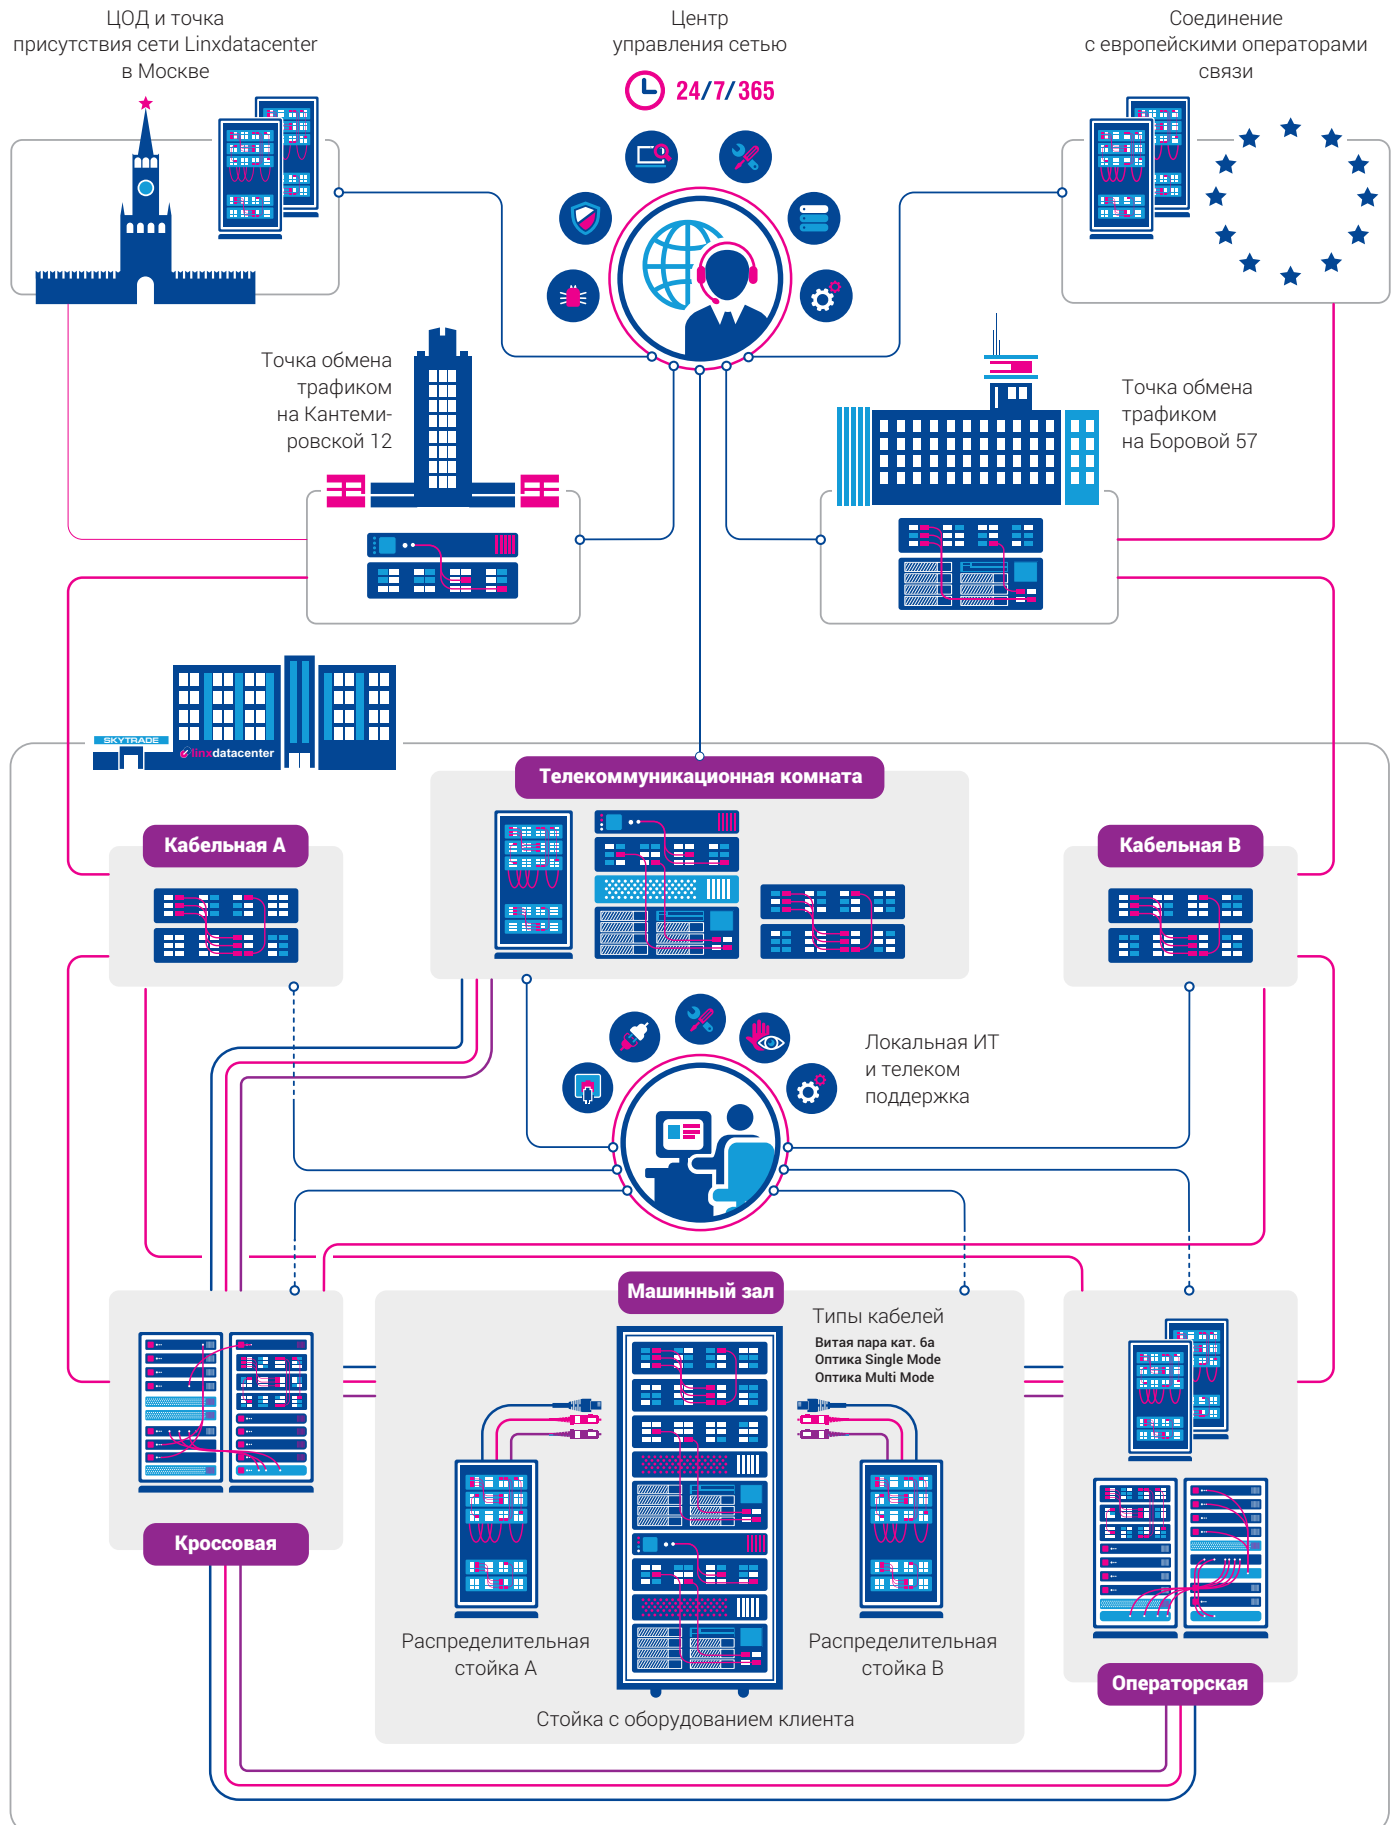 ЦОД и точка
присутствия сети Linxdatacenter
в Москве
Центр
управления сетью
24/7/365
Соединение
с европейскими операторами
связи
Точка обмена
трафиком
на Кантеми-
ровской 12
Точка обмена
трафиком
на Боровой 57
SKYTRADE
linxdatacenter
Телекоммуникационная комната
Кабельная А
Кабельная В
Локальная ИТ
и телеком
поддержка
Машинный зал
Типы кабелей
Витая пара кат. 6а
Оптика Single Mode
Оптика Multi Mode
Кроссовая
Распределительная
стойка А
Распределительная
стойка В
Операторская
Стойка с оборудованием клиента